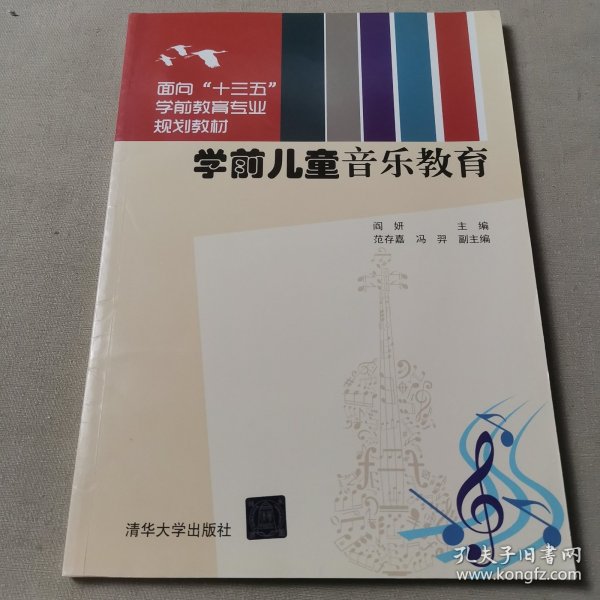 面向“十三五”
学前教育专业
规划教材
学前儿童音乐教育
阎 妍 主 编
范存嘉 冯 羿 副主编
清华大学出版社
孔夫子旧书网
www.kongfz.com